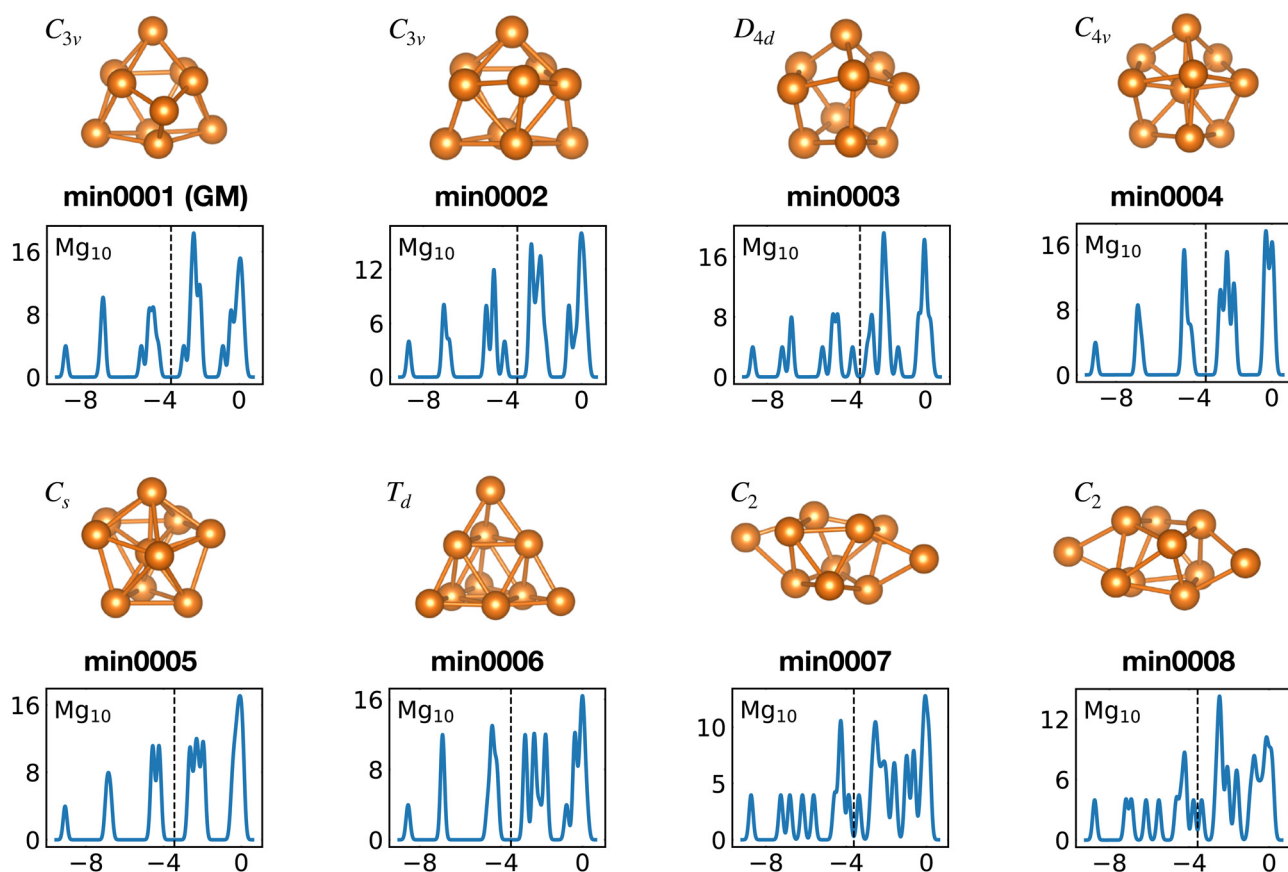 C3v C3v D4d C4v
min0001 (GM) min0002 min0003 min0004
Mg10 Mg10 Mg10 Mg10
16 12 16 16
8 6 8 8
0 0 0 0
−8 −4 0 −8 −4 0 −8 −4 0 −8 −4 0
Cs Td C2 C2
min0005 min0006 min0007 min0008
Mg10 Mg10 Mg10 Mg10
16 16 10 12
8 8 5 6
0 0 0 0
−8 −4 0 −8 −4 0 −8 −4 0 −8 −4 0